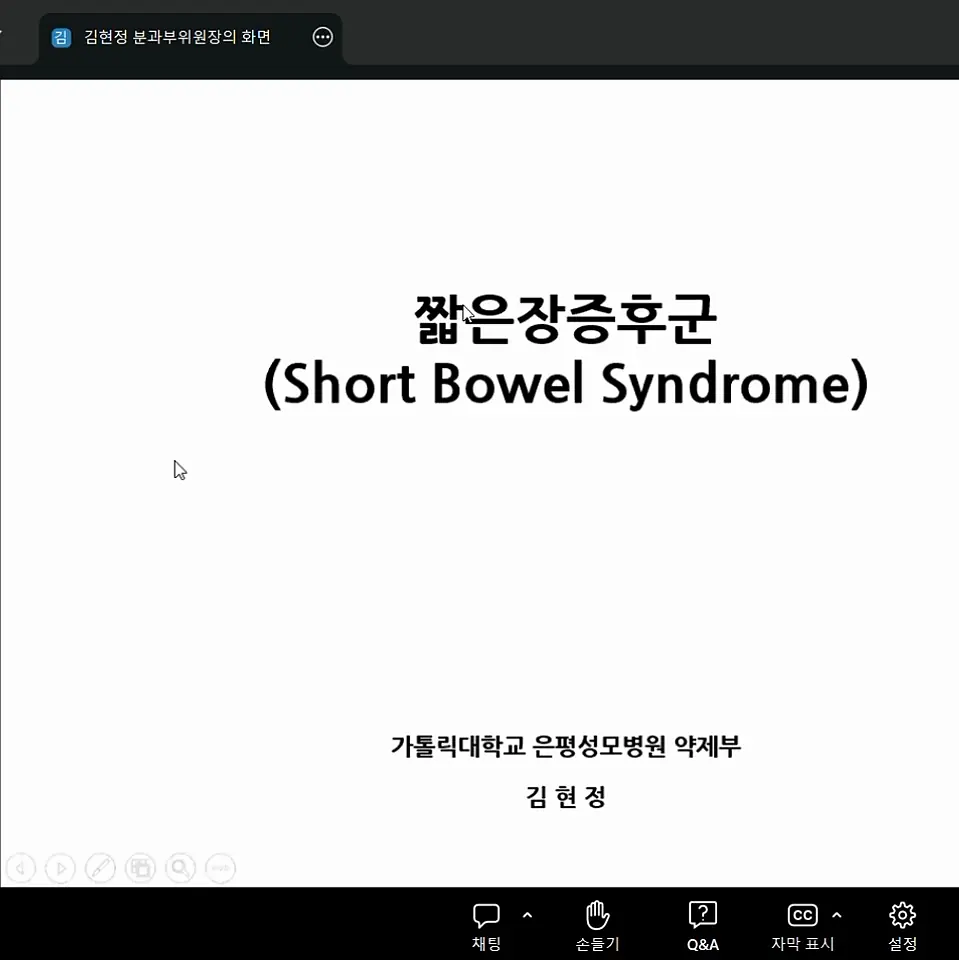 김 김현정 분과부위원장의 화면
짧은장증후군
(Short Bowel Syndrome)
가톨릭대학교 은평성모병원 약제부
김 현 정
채팅 손들기 Q&A CC 자막 표시 설정